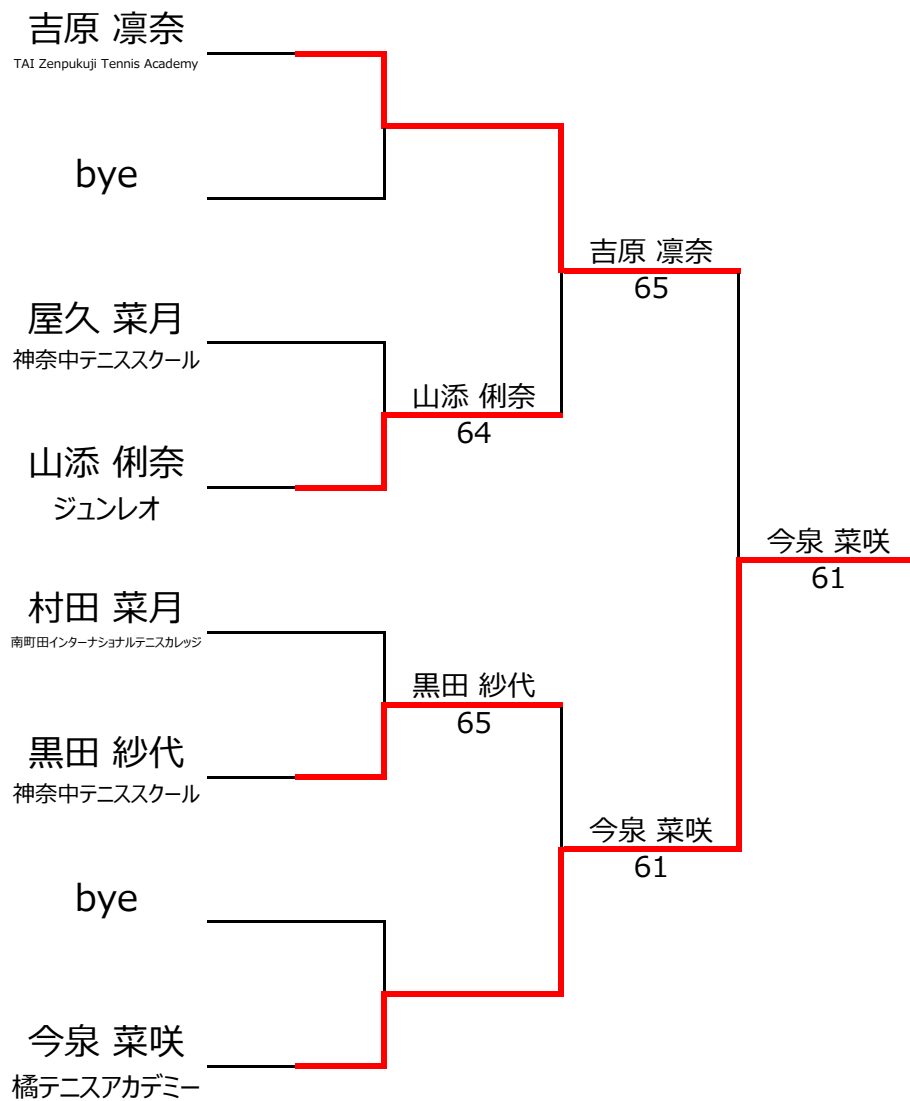 吉原 凛奈
TAI Zenpukuji Tennis Academy
bye
吉原 凛奈
65
屋久 菜月
神奈中テニススクール
山添 俐奈
64
山添 俐奈
ジュンレオ
今泉 菜咲
61
村田 菜月
南町田インターナショナルテニスカレッジ
黒田 紗代
65
黒田 紗代
神奈中テニススクール
今泉 菜咲
61
bye
今泉 菜咲
橘テニスアカデミー